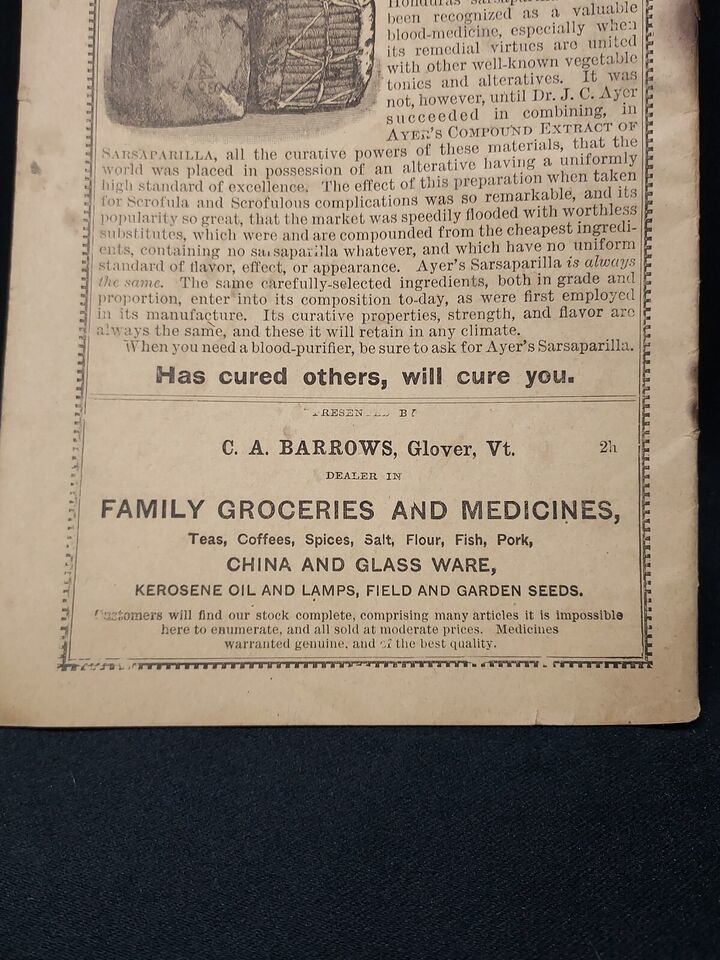 Honduras sarsaparilla
been recognized as a valuable
blood-medicine, especially when
its remedial virtues are united
with other well-known vegetable
tonics and alteratives. It was
not, however, until Dr. J. C. Ayer
succeeded in combining, in
AYER'S COMPOUND EXTRACT OF
SARSAPARILLA, all the curative powers of these materials, that the
world was placed in possession of an alterative having a uniformly
high standard of excellence. The effect of this preparation when taken
for Scrofula and Scrofulous complications was so remarkable, and its
popularity so great, that the market was speedily flooded with worthless
substitutes, which were and are compounded from the cheapest ingredi-
ents, containing no sarsaparilla whatever, and which have no uniform
standard of flavor, effect, or appearance. Ayer's Sarsaparilla is always
the same. The same carefully-selected ingredients, both in grade and
proportion, enter into its composition to-day, as were first employed
in its manufacture. Its curative properties, strength, and flavor are
always the same, and these it will retain in any climate.
When you need a blood-purifier, be sure to ask for Ayer's Sarsaparilla.
Has cured others, will cure you.
PRESENTED BY
C. A. BARROWS, Glover, Vt. 2h
DEALER IN
FAMILY GROCERIES AND MEDICINES,
Teas, Coffees, Spices, Salt, Flour, Fish, Pork,
CHINA AND GLASS WARE,
KEROSENE OIL AND LAMPS, FIELD AND GARDEN SEEDS.
Customers will find our stock complete, comprising many articles it is impossible
here to enumerate, and all sold at moderate prices. Medicines
warranted genuine, and of the best quality.